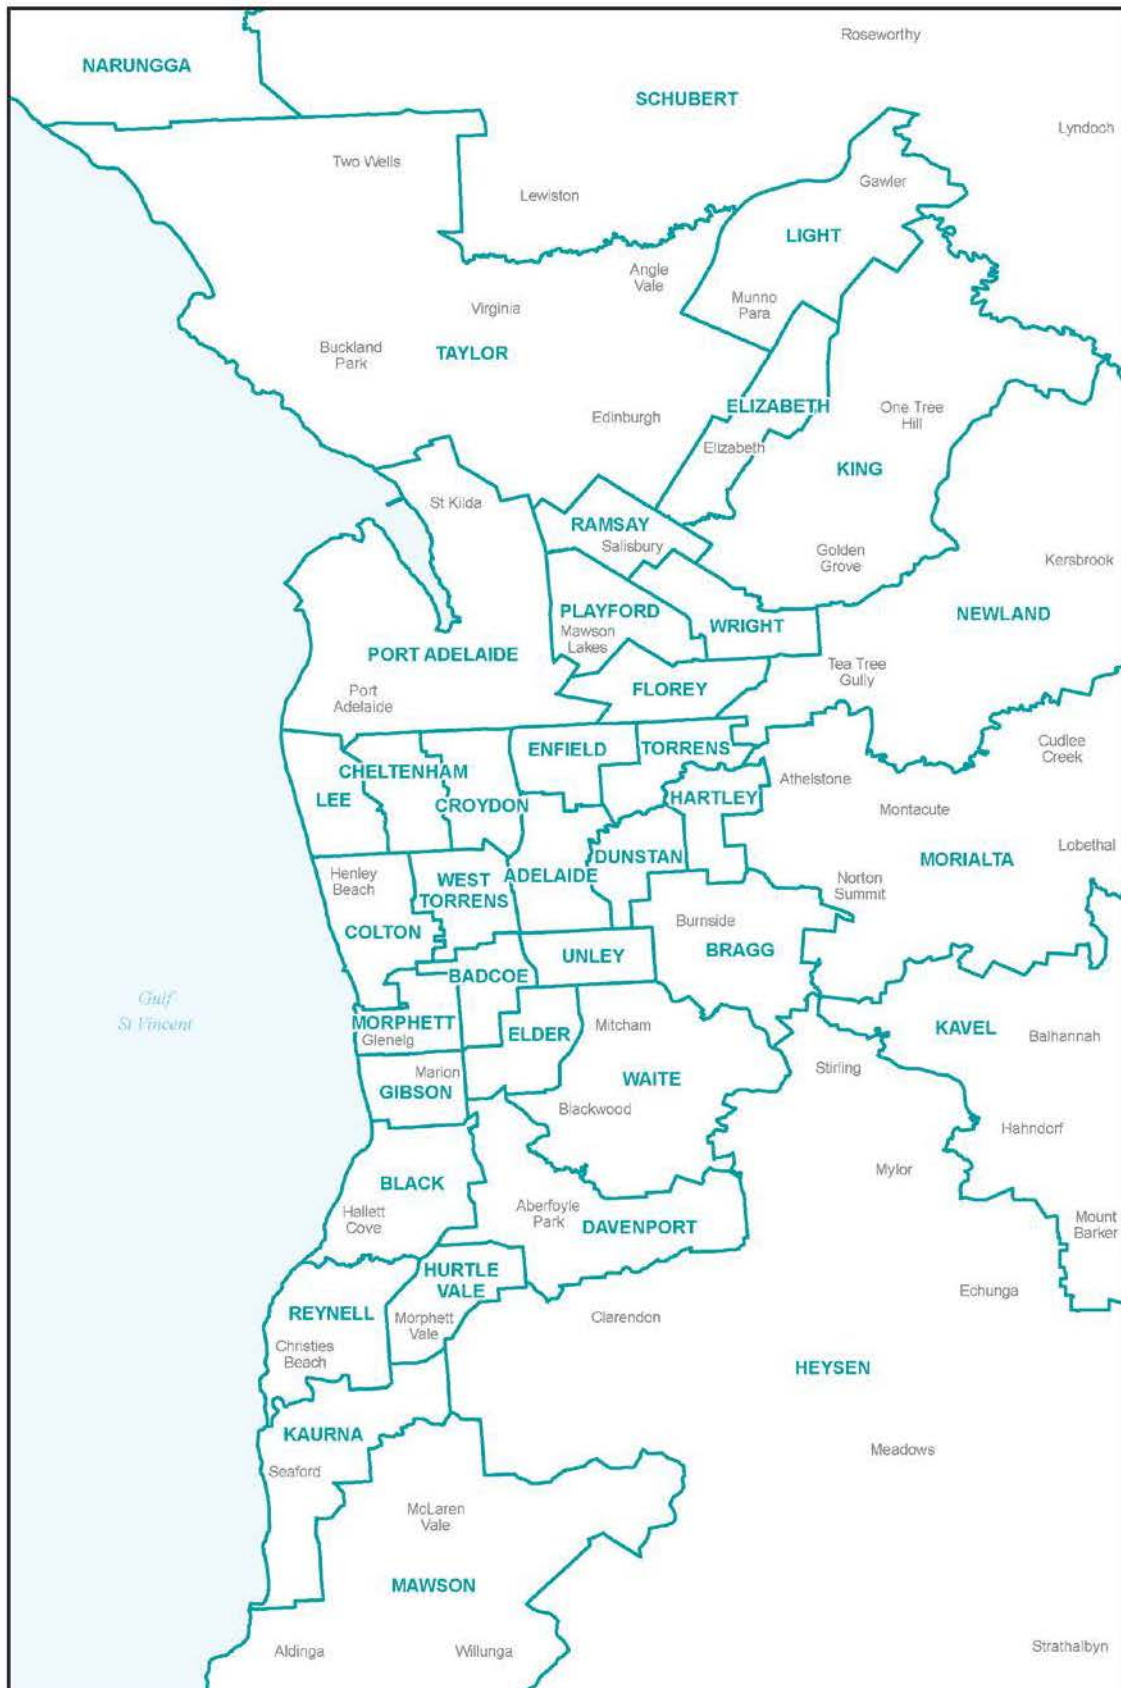 Roseworthy
NARUNGGA
SCHUBERT
Lyndoch
Two Wells
Gawler
Lewiston
LIGHT
Angle
Vale
Munno
Para
Virginia
Buckland
Park
TAYLOR
ELIZABETH
One Tree
Hill
Edinburgh
Elizabeth
KING
St Kilda
RAMSAY
Salisbury
Golden
Grove
Kersbrook
PLAYFORD
Mawson
Lakes
WRIGHT
NEWLAND
PORT ADELAIDE
Tea Tree
Gully
FLOREY
Port
Adelaide
ENFIELD
TORRENS
Cudlee
Creek
CHELTENHAM
Athelstone
LEE
CROYDON
HARTLEY
Montacute
Lobethal
DUNSTAN
MORIALTA
Henley
Beach
WEST
TORRENS
ADELAIDE
Norton
Summit
Burnside
COLTON
BRAGG
UNLEY
BADCOE
Gulf
St Vincent
MORPHETT
Glenelg
ELDER
Mitcham
KAVEL
Balhannah
Stirling
Marion
GIBSON
WAITE
Blackwood
Hahndorf
Mylor
BLACK
Hallett
Cove
Aberfoyle
Park
DAVENPORT
Mount
Barker
HURTLE
VALE
Echunga
REYNELL
Morphett
Vale
Clarendon
Christies
Beach
HEYSEN
KAURNA
Meadows
Seaford
McLaren
Vale
MAWSON
Aldinga
Willunga
Strathalbyn